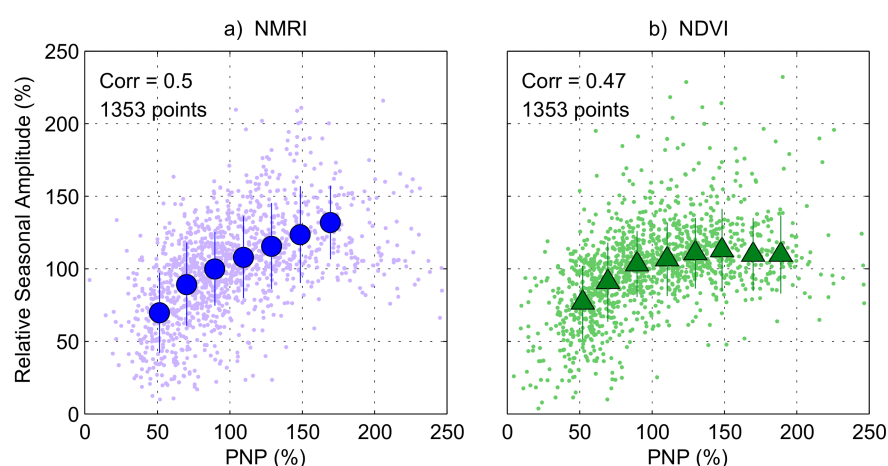 a) NMRI
b) NDVI
Relative Seasonal Amplitude (%)
250
200
150
100
50
0
Corr = 0.5
1353 points
Corr = 0.47
1353 points
0 50 100 150 200 250
0 50 100 150 200 250
PNP (%)
PNP (%)